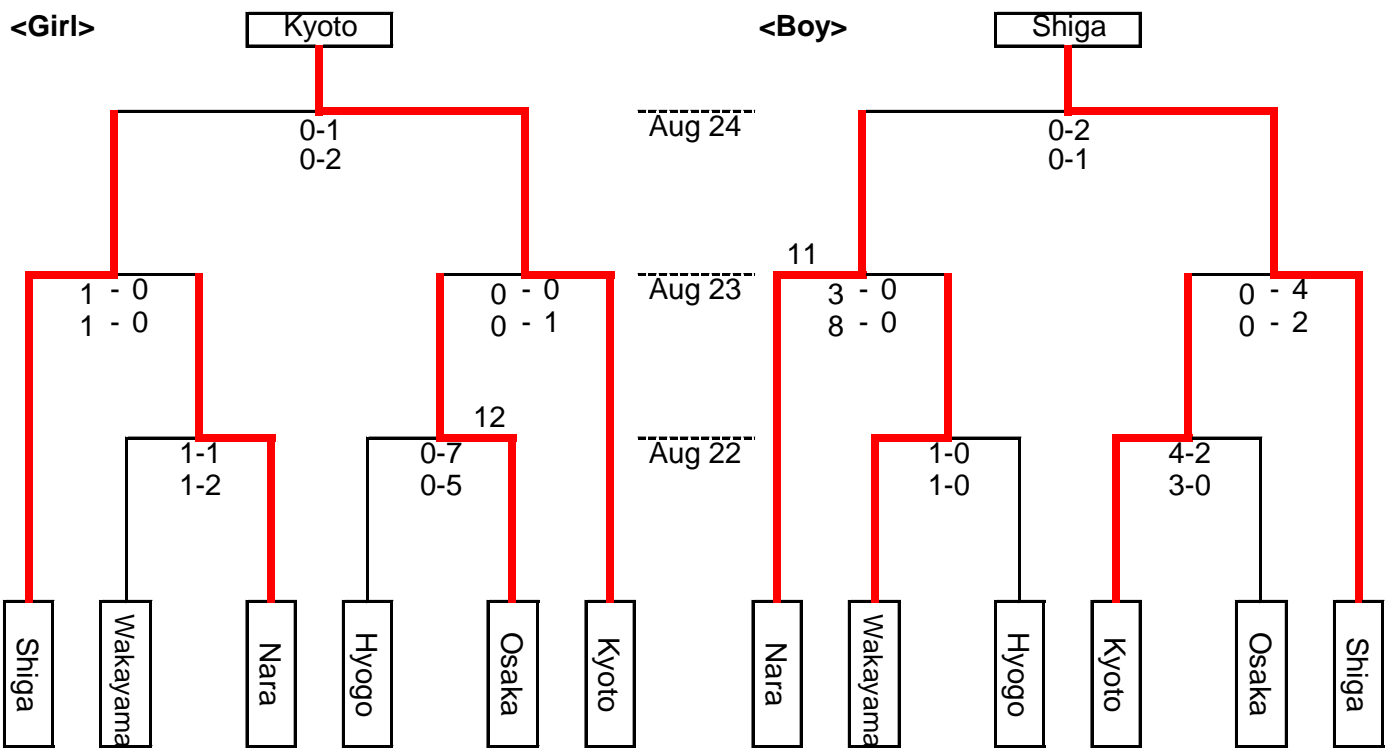 <Girl> Kyoto <Boy> Shiga
0-1 Aug 24 0-2
0-2 0-1
11
1 - 0 0 - 0 Aug 23 3 - 0 0 - 4
1 - 0 0 - 1 8 - 0 0 - 2
12
1-1 0-7 Aug 22 1-0 4-2
1-2 0-5 1-0 3-0
Shiga
Wakayama
Nara
Hyogo
Osaka
Kyoto
Nara
Wakayama
Hyogo
Kyoto
Osaka
Shiga